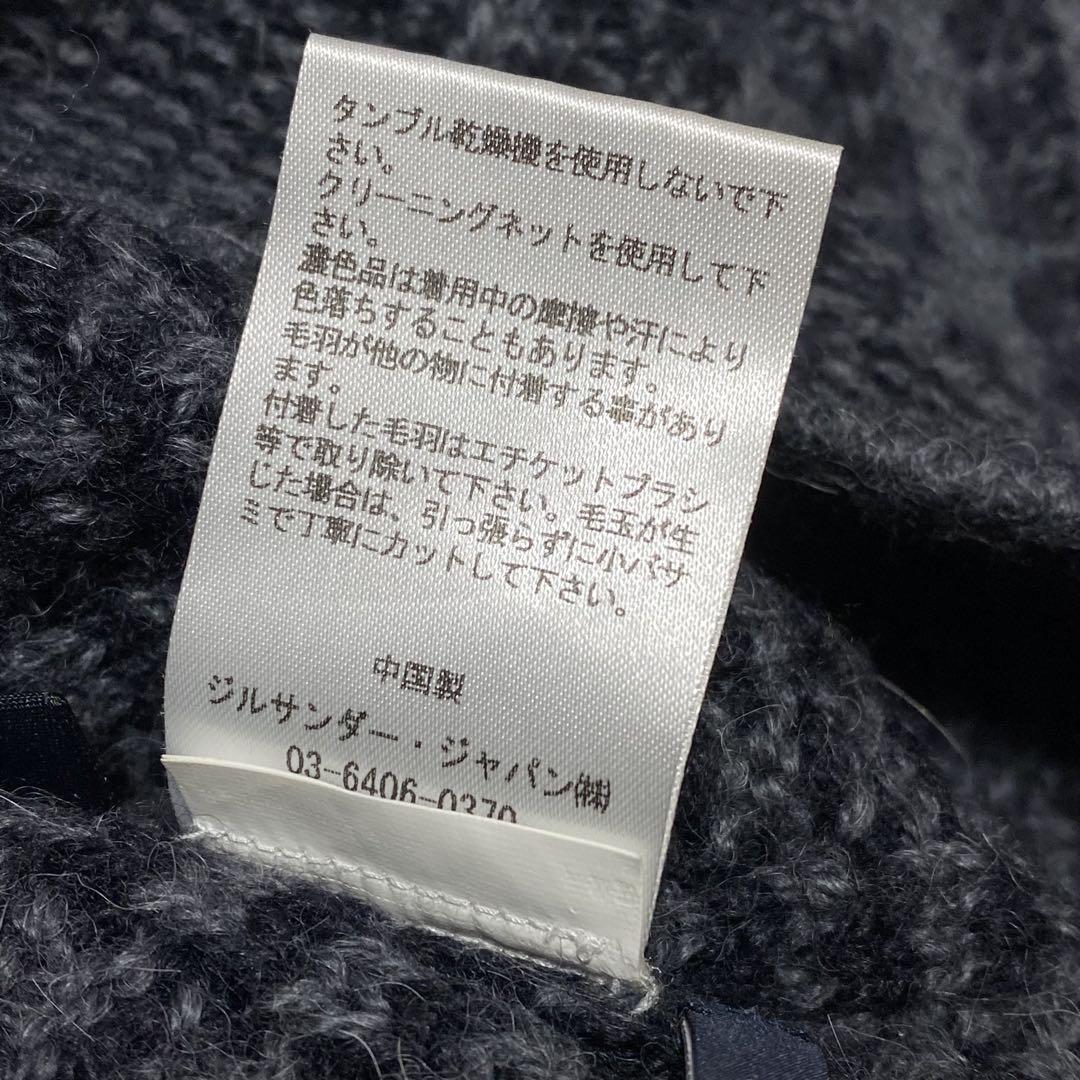 タンブル乾燥機を使用しないで下
さい。
クリーニングネットを使用して下
さい。
濃色品は着用中の摩擦や汗により
色落ちすることもあります。
毛羽が他の物に付着する事があり
ます。
付着した毛羽はエチケットブラシ
等で取り除いて下さい。毛玉が生
じた場合は、引っ張らずに小バサ
ミで丁寧にカットして下さい。
中国製
ジルサンダー・ジャパン㈱
03-6406-0370